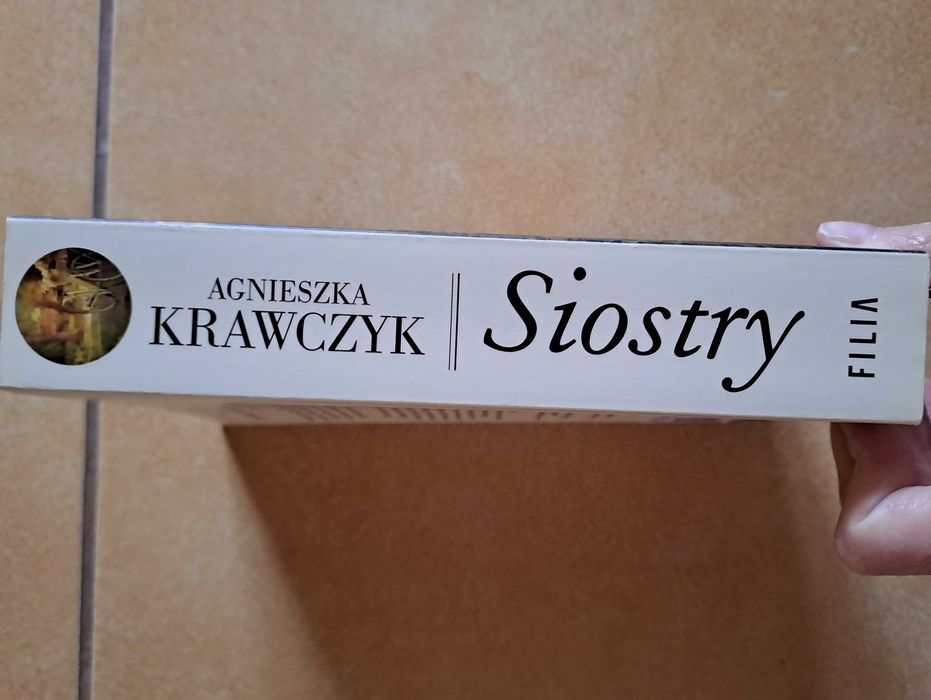 AGNIESZKA
KRAWCZYK
Siostry
FILIA